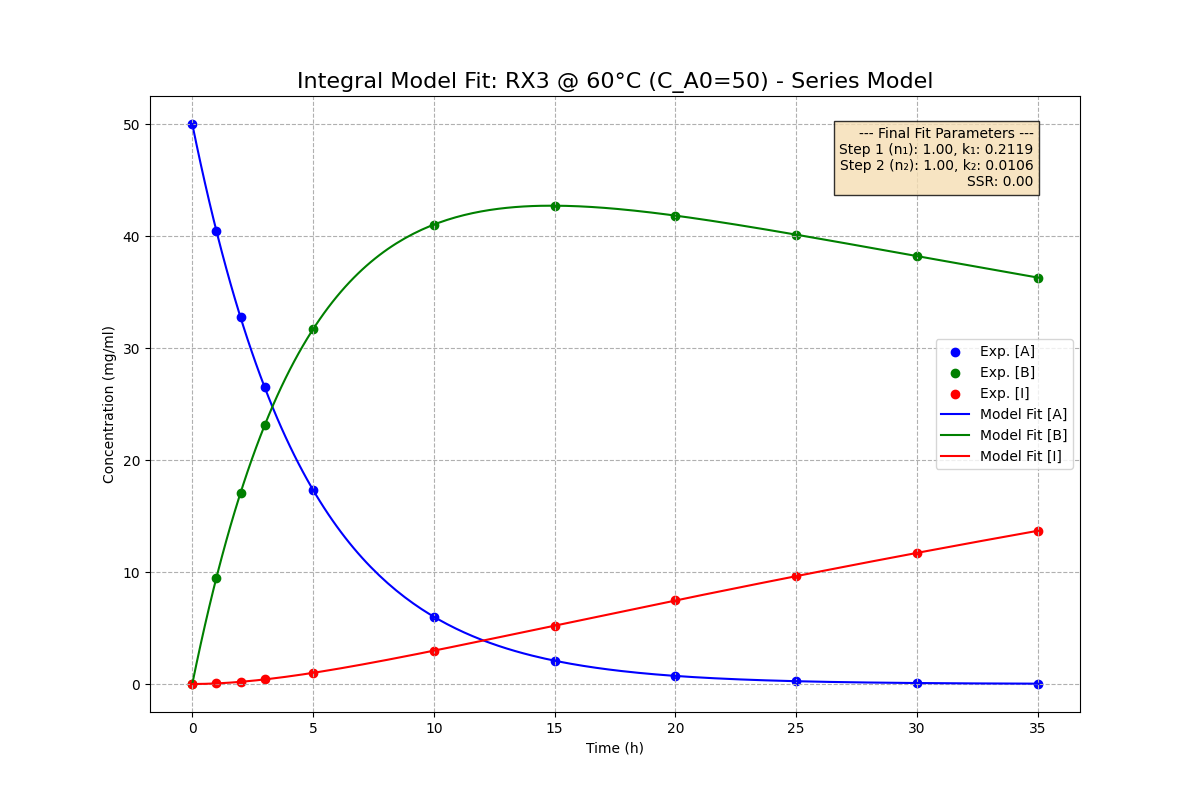 Integral Model Fit: RX3 @ 60°C (C_A0=50) - Series Model
--- Final Fit Parameters ---
Step 1 (n₁): 1.00, k₁: 0.2119
Step 2 (n₂): 1.00, k₂: 0.0106
SSR: 0.00
Concentration (mg/ml)
50
40
30
20
10
0
Exp. [A]
Exp. [B]
Exp. [I]
Model Fit [A]
Model Fit [B]
Model Fit [I]
0 5 10 15 20 25 30 35
Time (h)